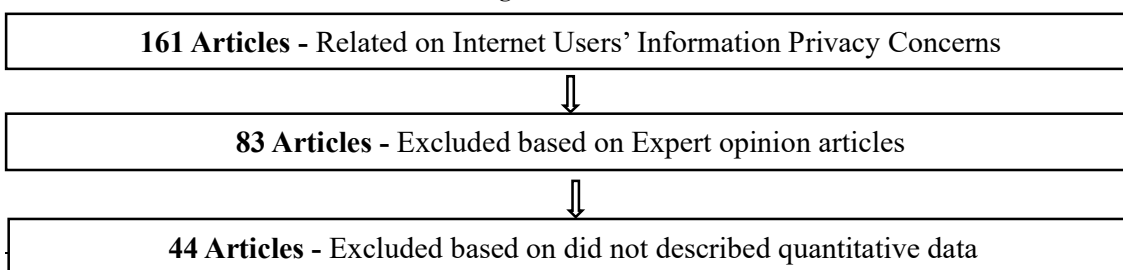 161 Articles - Related on Internet Users' Information Privacy Concerns
83 Articles - Excluded based on Expert opinion articles
44 Articles - Excluded based on did not described quantitative data